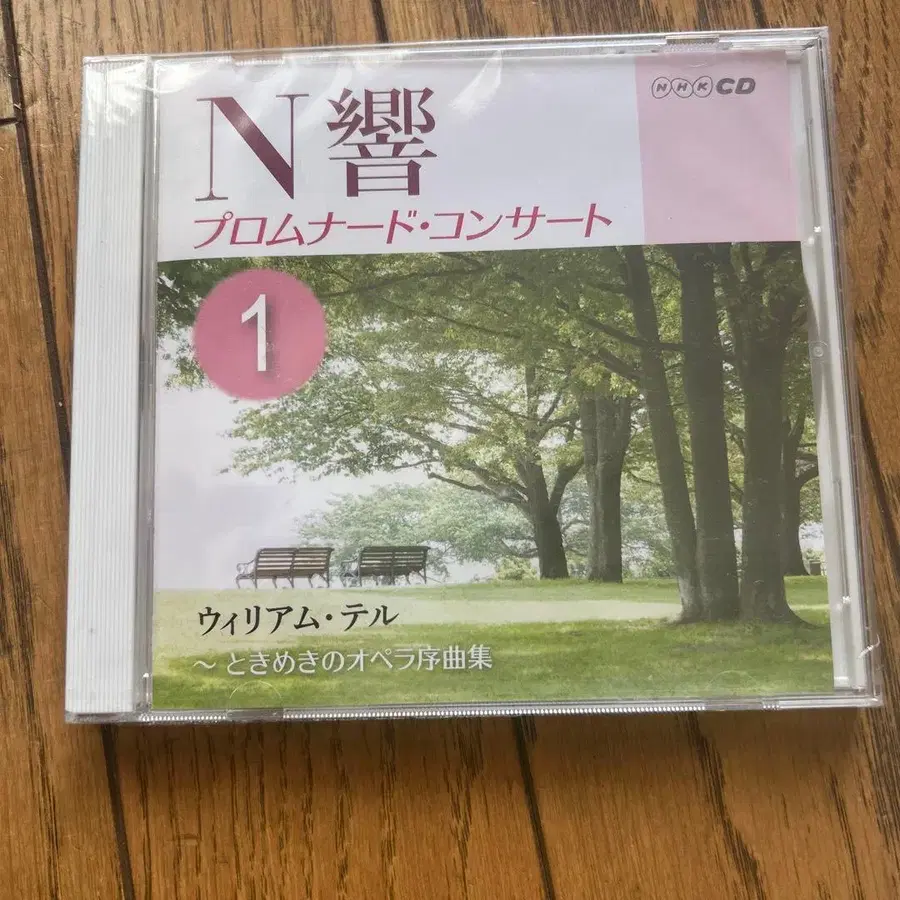 N響
NHK CD
プロムナード・コンサート
1
ウィリアム・テル
～ときめきのオペラ序曲集